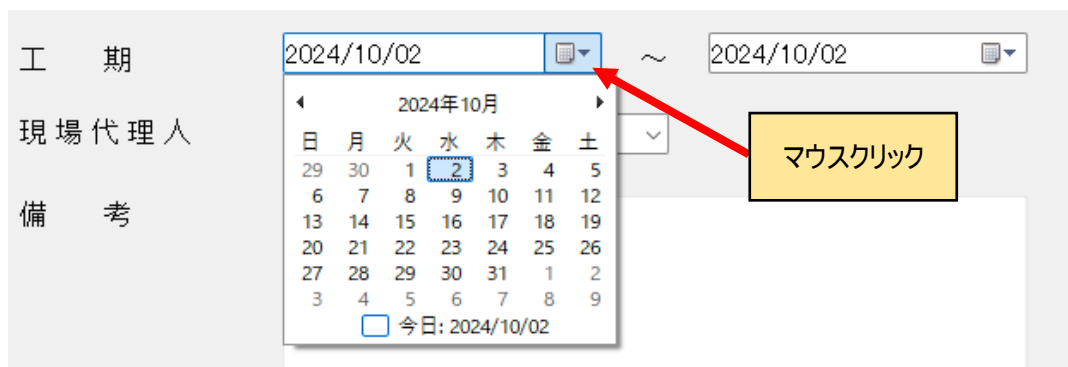 工　期 2024/10/02 ～ 2024/10/02
2024年10月
現場代理人
日 月 火 水 木 金 土
マウスクリック
29 30 1 2 3 4 5
6 7 8 9 10 11 12
備　考
13 14 15 16 17 18 19
20 21 22 23 24 25 26
27 28 29 30 31 1 2
3 4 5 6 7 8 9
今日: 2024/10/02